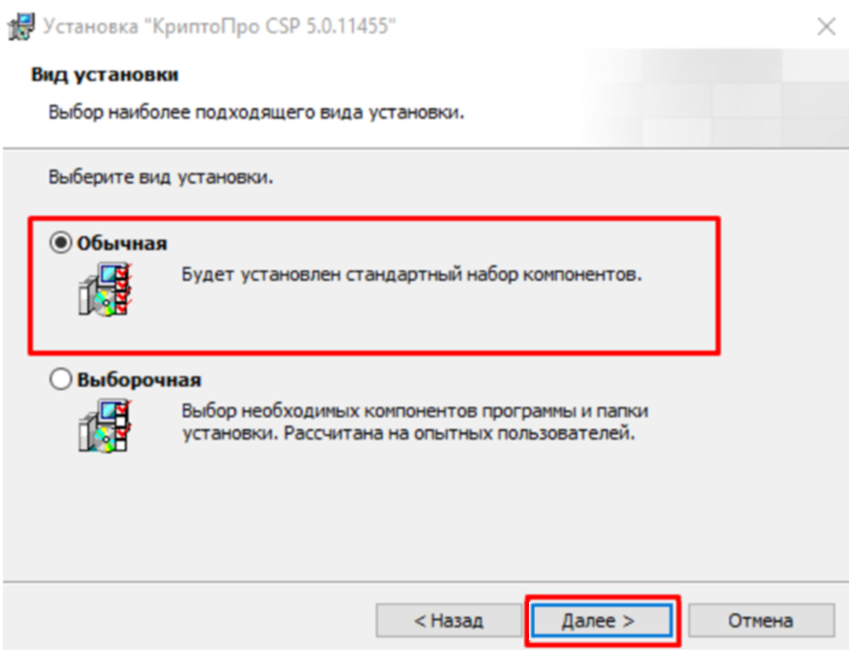 Установка "КриптоПро CSP 5.0.11455"
Вид установки
Выбор наиболее подходящего вида установки.
Выберите вид установки.
Обычная
Будет установлен стандартный набор компонентов.
Выборочная
Выбор необходимых компонентов программы и папки
установки. Рассчитана на опытных пользователей.
< Назад
Далее >
Отмена